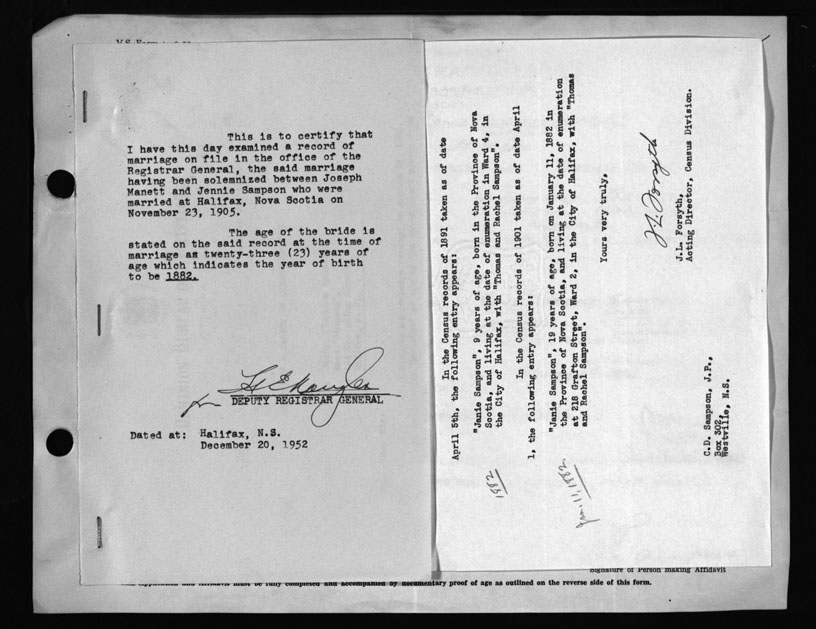 This is to certify that
I have this day examined a record of
marriage on file in the office of the
Registrar General, the said marriage
having been solemnized between Joseph
Manett and Jennie Sampson who were
married at Halifax, Nova Scotia on
November 23, 1905.
The age of the bride is
stated on the said record at the time of
marriage as twenty-three (23) years of
age which indicates the year of birth
to be 1882.
for
DEPUTY REGISTRAR GENERAL
Dated at: Halifax, N.S.
December 20, 1952
In the Census records of 1891 taken as of date
April 5th, the following entry appears:
"Janie Sampson", 9 years of age, born in the Province of Nova
Scotia, and living at the date of enumeration in Ward 4, in
the City of Halifax, with "Thomas and Rachel Sampson".
1882
In the Census records of 1901 taken as of date April
1, the following entry appears:
"Janie Sampson", 19 years of age, born on January 11, 1882 in
the Province of Nova Scotia, and living at the date of enumeration
at 218 Grafton Street, Ward 2, in the City of Halifax, with "Thomas
and Rachel Sampson".
Jan. 11, 1882
Yours very truly,
J L Forsyth
J.L. Forsyth,
Acting Director, Census Division.
C.D. Sampson, J.P.,
Box 302,
Westville, N.S.
Signature of Person making Affidavit
must be fully completed and accompanied by documentary proof of age as outlined on the reverse side of this form.